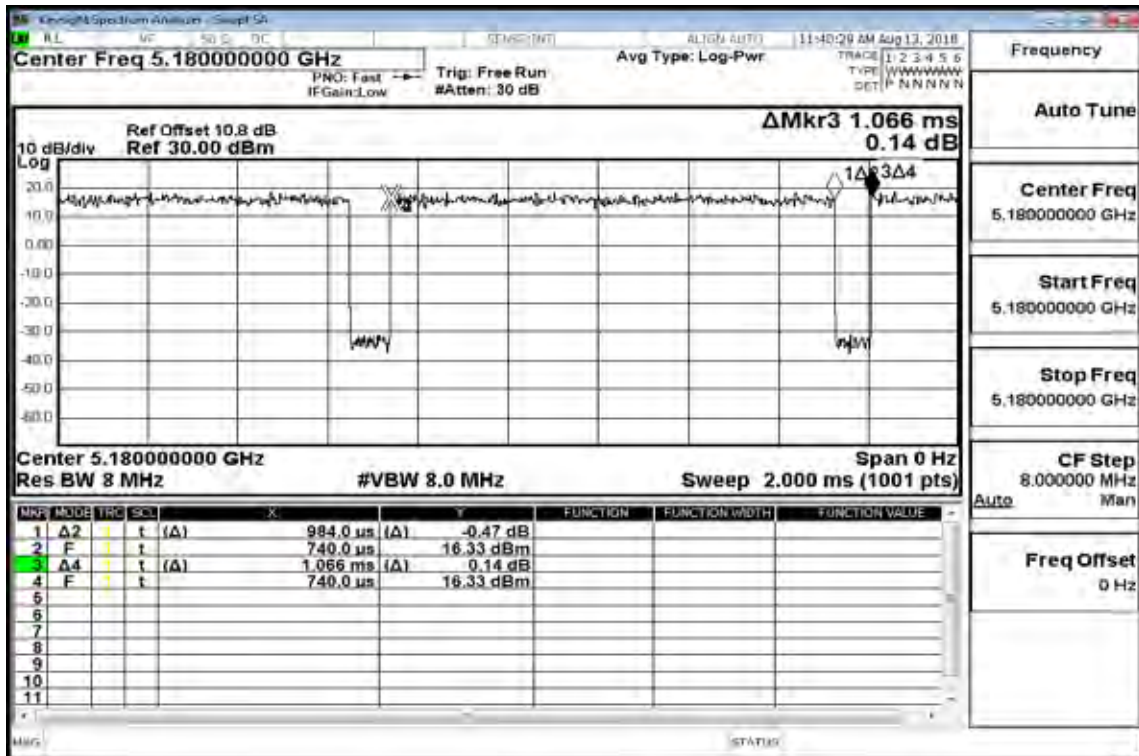 Keysight Spectrum Analyzer - Swept SA
RL RF 50 Ω DC SENSE:INT ALIGN AUTO 11:40:29 AM Aug 13, 2018
Center Freq 5.180000000 GHz
PNO: Fast
IFGain:Low
Trig: Free Run
#Atten: 30 dB
Avg Type: Log-Pwr
TRACE 1 2 3 4 5 6
TYPE WWWWWW
DET P N N N N N
Frequency
Auto Tune
Center Freq
5.180000000 GHz
Start Freq
5.180000000 GHz
Stop Freq
5.180000000 GHz
CF Step
8.000000 MHz
Auto Man
Freq Offset
0 Hz
ΔMkr3 1.066 ms
0.14 dB
Ref Offset 10.8 dB
10 dB/div Ref 30.00 dBm
Log
20.0
10.0
0.00
-10.0
-20.0
-30.0
-40.0
-50.0
-60.0
3Δ4
Center 5.180000000 GHz Span 0 Hz
Res BW 8 MHz #VBW 8.0 MHz Sweep 2.000 ms (1001 pts)
MKR MODE TRC SCL X Y FUNCTION FUNCTION WIDTH FUNCTION VALUE
1 Δ2 1 t (Δ) 984.0 µs (Δ) -0.47 dB
2 F 1 t 740.0 µs 16.33 dBm
3 Δ4 1 t (Δ) 1.066 ms (Δ) 0.14 dB
4 F 1 t 740.0 µs 16.33 dBm
5
6
7
8
9
10
11
MSG STATUS